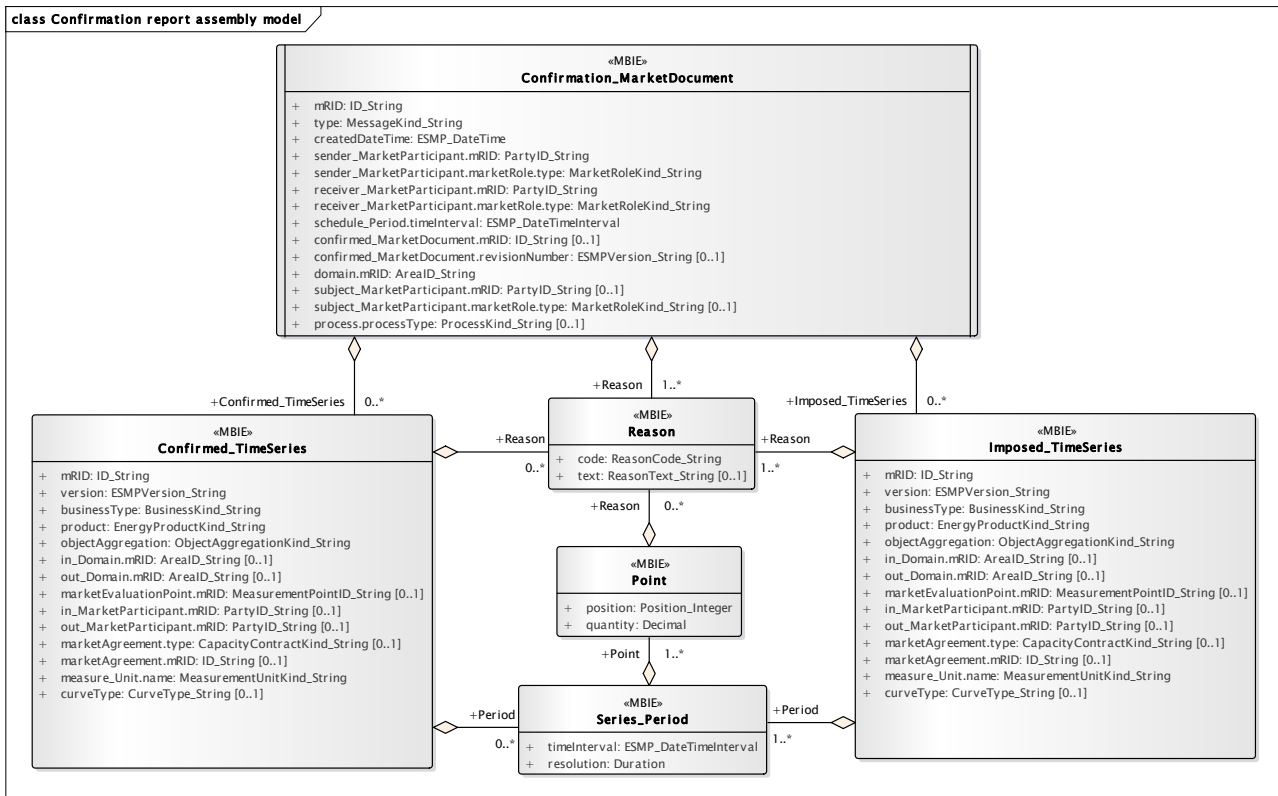 class Confirmation report assembly model
«MBIE»
Confirmation_MarketDocument
+ mRID: ID_String
+ type: MessageKind_String
+ createdDateTime: ESMP_DateTime
+ sender_MarketParticipant.mRID: PartyID_String
+ sender_MarketParticipant.marketRole.type: MarketRoleKind_String
+ receiver_MarketParticipant.mRID: PartyID_String
+ receiver_MarketParticipant.marketRole.type: MarketRoleKind_String
+ schedule_Period.timeInterval: ESMP_DateTimeInterval
+ confirmed_MarketDocument.mRID: ID_String [0..1]
+ confirmed_MarketDocument.revisionNumber: ESMPVersion_String [0..1]
+ domain.mRID: AreaID_String
+ subject_MarketParticipant.mRID: PartyID_String [0..1]
+ subject_MarketParticipant.marketRole.type: MarketRoleKind_String [0..1]
+ process.processType: ProcessKind_String [0..1]
+Confirmed_TimeSeries 0..*
+Reason 1..*
+Imposed_TimeSeries 0..*
«MBIE»
Confirmed_TimeSeries
+ mRID: ID_String
+ version: ESMPVersion_String
+ businessType: BusinessKind_String
+ product: EnergyProductKind_String
+ objectAggregation: ObjectAggregationKind_String
+ in_Domain.mRID: AreaID_String [0..1]
+ out_Domain.mRID: AreaID_String [0..1]
+ marketEvaluationPoint.mRID: MeasurementPointID_String [0..1]
+ in_MarketParticipant.mRID: PartyID_String [0..1]
+ out_MarketParticipant.mRID: PartyID_String [0..1]
+ marketAgreement.type: CapacityContractKind_String [0..1]
+ marketAgreement.mRID: ID_String [0..1]
+ measure_Unit.name: MeasurementUnitKind_String
+ curveType: CurveType_String [0..1]
+Reason
0..*
«MBIE»
Reason
+ code: ReasonCode_String
+ text: ReasonText_String [0..1]
+Reason
1..*
+Reason 0..*
«MBIE»
Point
+ position: Position_Integer
+ quantity: Decimal
+Point 1..*
+Period
0..*
«MBIE»
Series_Period
+ timeInterval: ESMP_DateTimeInterval
+ resolution: Duration
+Period
1..*
«MBIE»
Imposed_TimeSeries
+ mRID: ID_String
+ version: ESMPVersion_String
+ businessType: BusinessKind_String
+ product: EnergyProductKind_String
+ objectAggregation: ObjectAggregationKind_String
+ in_Domain.mRID: AreaID_String [0..1]
+ out_Domain.mRID: AreaID_String [0..1]
+ marketEvaluationPoint.mRID: MeasurementPointID_String [0..1]
+ in_MarketParticipant.mRID: PartyID_String [0..1]
+ out_MarketParticipant.mRID: PartyID_String [0..1]
+ marketAgreement.type: CapacityContractKind_String [0..1]
+ marketAgreement.mRID: ID_String [0..1]
+ measure_Unit.name: MeasurementUnitKind_String
+ curveType: CurveType_String [0..1]